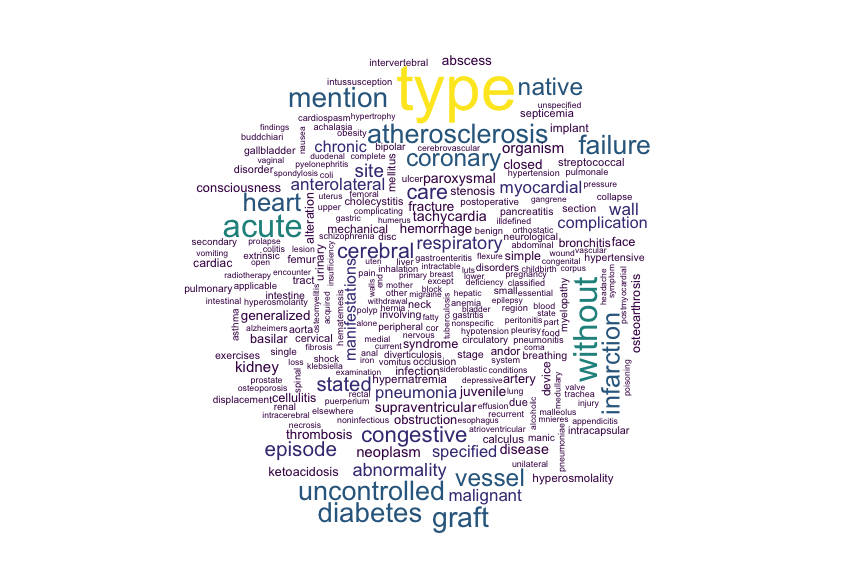 intervertebral abscess
intussusception type native
mention unspecified
septicemia
cardiospasm hypertrophy
findings achalasia atherosclerosis implant
buddchiari nausea obesity
gallbladder chronic bipolar cerebrovascular organism failure
vaginal duodenal complete coronary closed streptococcal
disorder pyelonephritis site mellitus hypertension pulmonale
spondylosis coli ulcer paroxysmal
consciousness anterolateral care stenosis myocardial pressure
uterus femoral postoperative gangrene collapse
heart upper cholecystitis fracture pancreatitis section wall
alteration complicating tachycardia illdefined
acute gastric humerus complication
mechanical hemorrhage benign orthostatic
secondary prolapse schizophrenia disc respiratory abdominal bronchitis face
vomiting colitis lesion cerebral flexure simple wound vascular
cardiac extrinsic femur urinary insufficiency uteri liver gastroenteritis congenital hypertensive
open pain intractable luts disorders childbirth corpus
radiotherapy encounter inhalation pregnancy headache symptom postmyocardial
pulmonary applicable tract manifestations walls end primary breast lower deficiency classified
mother except block small essential
intestinal intestine osteomyelitis acquired hematemesis other migraine hepatic epilepsy myelopathy without osteoarthrosis
hyperosmolarity withdrawal neck tuberculosis anemia region blood
asthma generalized polyp hernia involving fatty bladder state
gastritis
alzheimers aorta alone peripheral cor nonspecific hypotension pleurisy part food
basilar cervical nervous syndrome circulatory peritonitis pneumonitis
exercises single fibrosis medial current occlusion stage andor coma breathing infarction
kidney loss shock anal diverticulosis system poisoning
klebsiella iron vomitus infection sideroblastic conditions
examination device valve
prostate spinal stated hypernatremia depressive artery medullary trachea
osteoporosis rectal pneumonia juvenile lung injury
displacement cellulitis puerperium due alcoholic
renal elsewhere supraventricular effusion malleolus
intracerebral noninfectious obstruction esophagus recurrent mnieres appendicitis
necrosis atrioventricular intracapsular
thrombosis congestive calculus manic pneumoniae
episode neoplasm specified disease
neurological
unilateral
ketoacidosis abnormality vessel hyperosmolality
uncontrolled malignant
diabetes graft